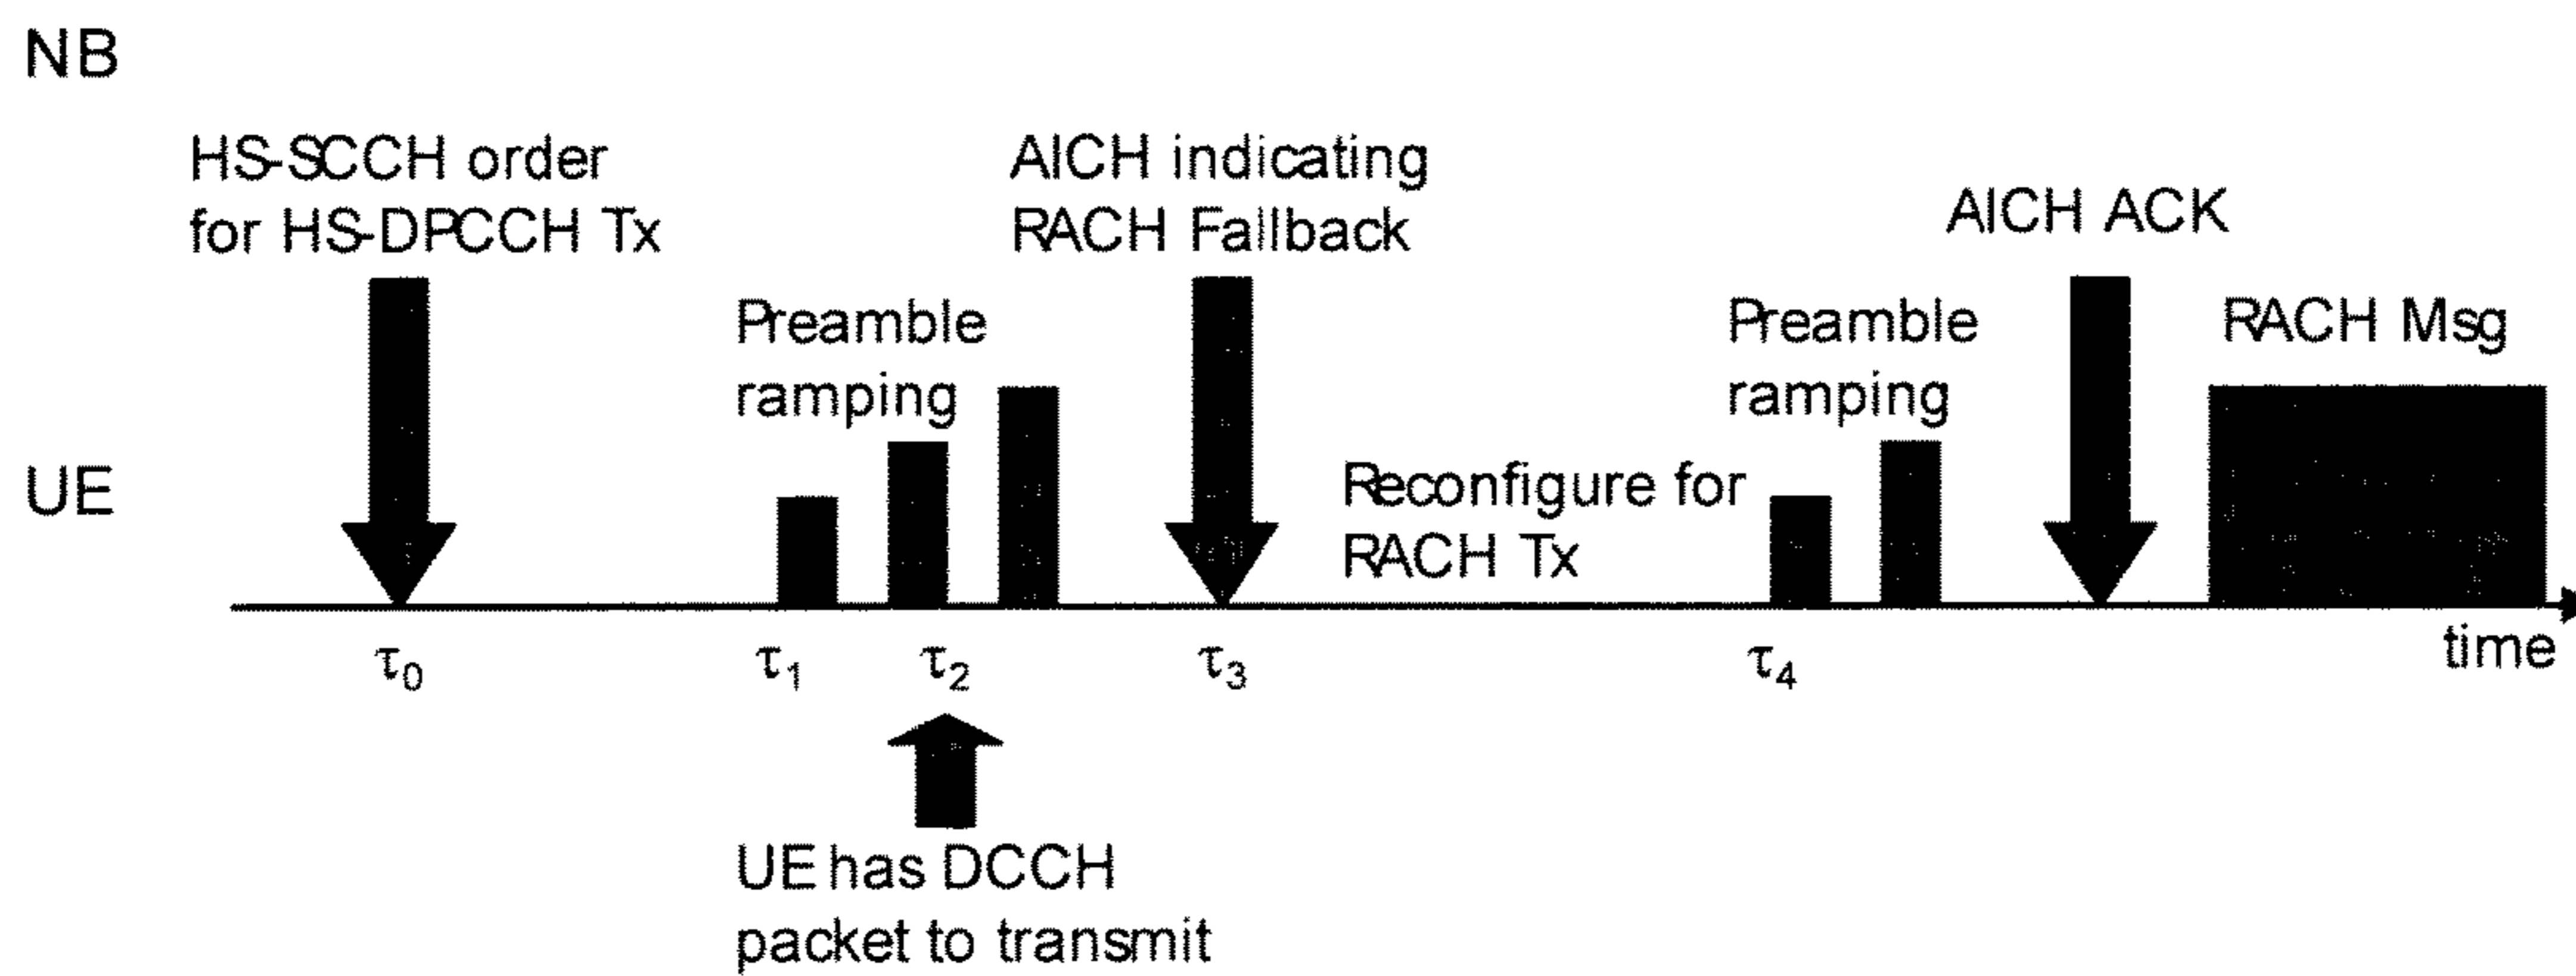 NB
HS-SCCH order
for HS-DPCCH Tx
AICH indicating
RACH Fallback
AICH ACK
Preamble
ramping
Preamble
ramping
RACH Msg
UE
Reconfigure for
RACH Tx
τ0
τ1
τ2
τ3
τ4
time
UE has DCCH
packet to transmit